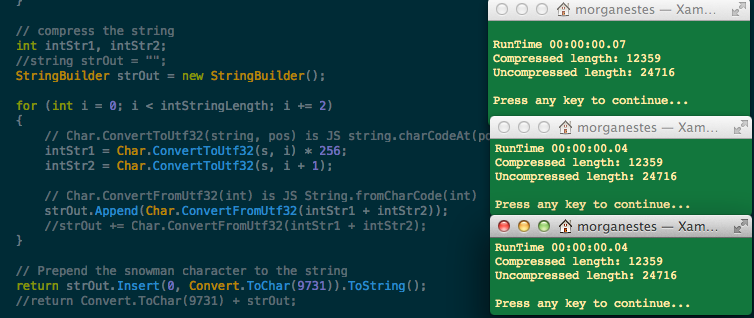 }
// compress the string
int intStr1, intStr2;
//string strOut = "";
StringBuilder strOut = new StringBuilder();
for (int i = 0; i < intStringLength; i += 2)
{
// Char.ConvertToUtf32(string, pos) is JS string.charCodeAt(po
intStr1 = Char.ConvertToUtf32(s, i) * 256;
intStr2 = Char.ConvertToUtf32(s, i + 1);
// Char.ConvertFromUtf32(int) is JS String.fromCharCode(int)
strOut.Append(Char.ConvertFromUtf32(intStr1 + intStr2));
//strOut += Char.ConvertFromUtf32(intStr1 + intStr2);
}
// Prepend the snowman character to the string
return strOut.Insert(0, Convert.ToChar(9731)).ToString();
//return Convert.ToChar(9731) + strOut;
morganestes — Xam...
RunTime 00:00:00.07
Compressed length: 12359
Uncompressed length: 24716
Press any key to continue...
morganestes — Xam...
RunTime 00:00:00.04
Compressed length: 12359
Uncompressed length: 24716
Press any key to continue...
morganestes — Xam...
RunTime 00:00:00.04
Compressed length: 12359
Uncompressed length: 24716
Press any key to continue...